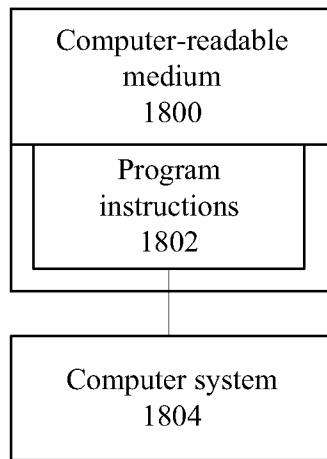 Computer-readable
medium
1800
Program
instructions
1802
Computer system
1804